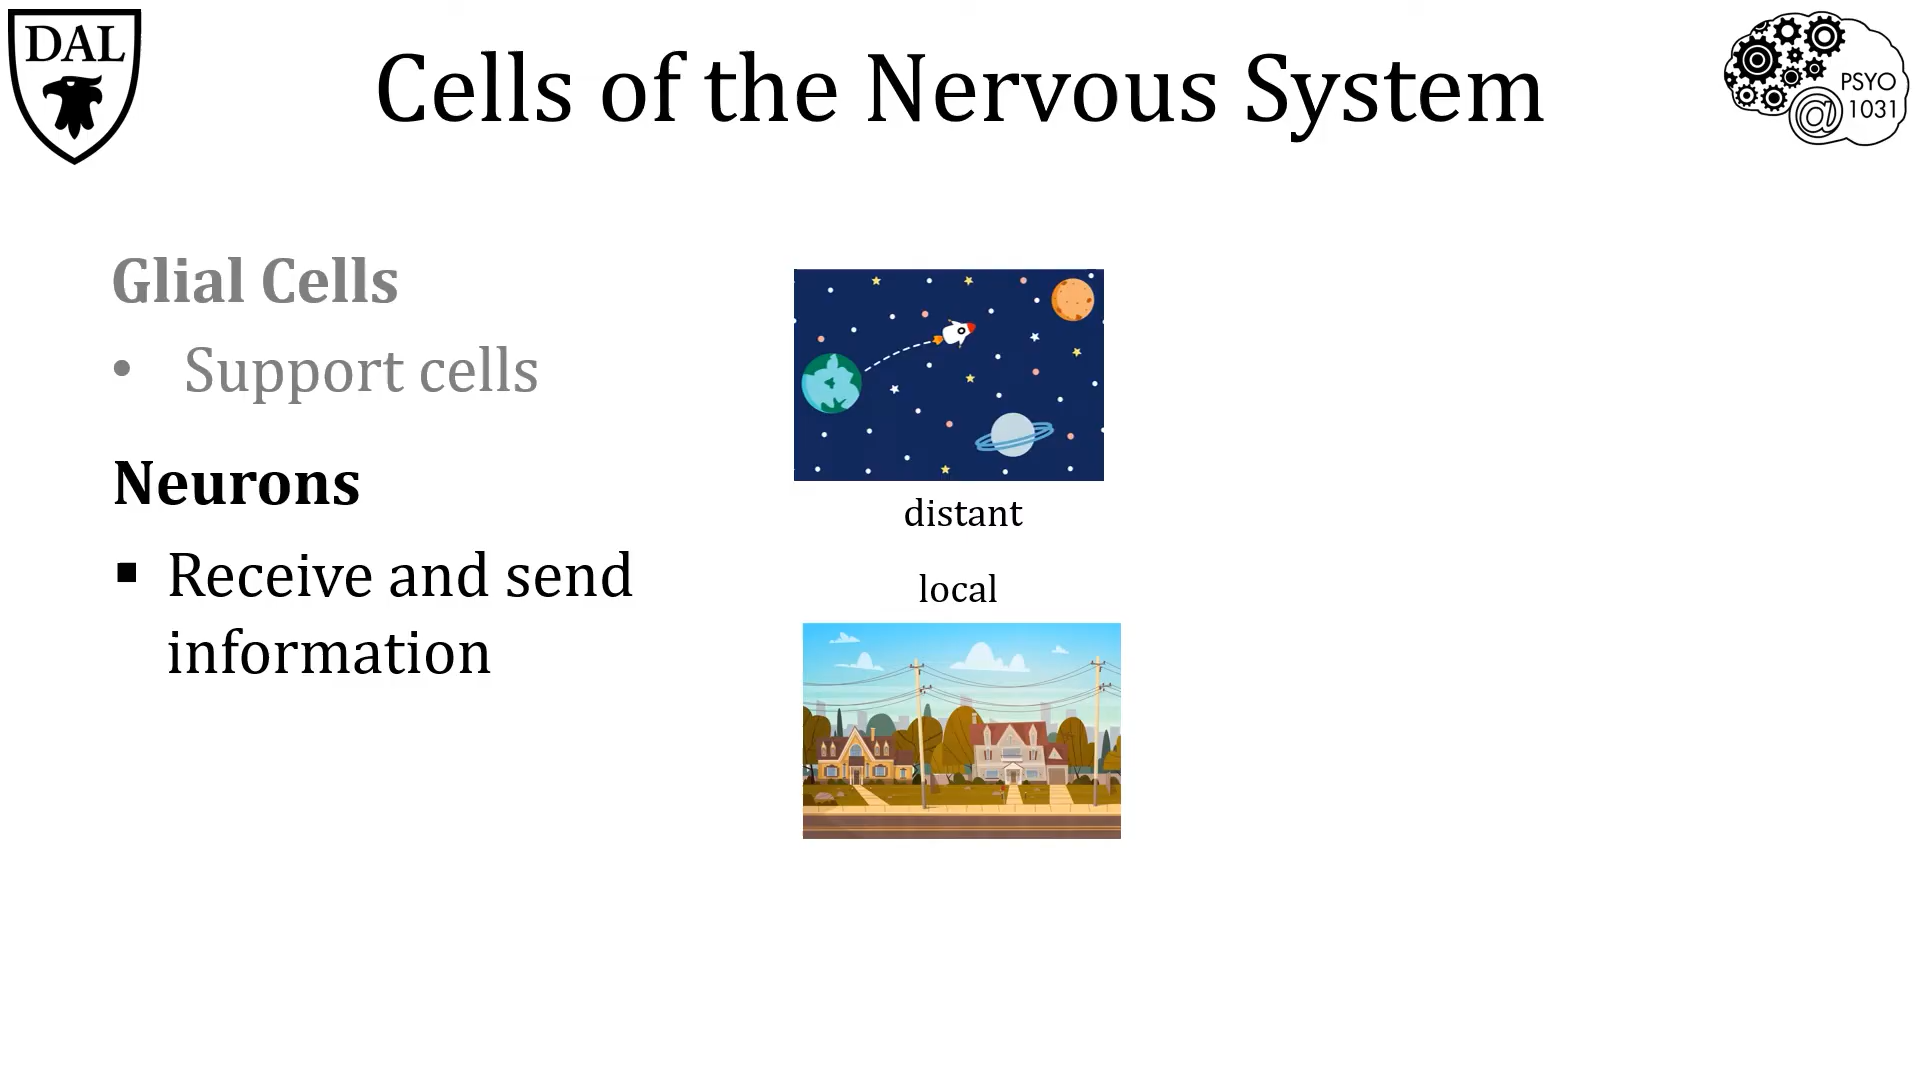 DAL
Cells of the Nervous System
PSYO
@ 1031
Glial Cells
• Support cells
Neurons
▪ Receive and send
information
distant
local